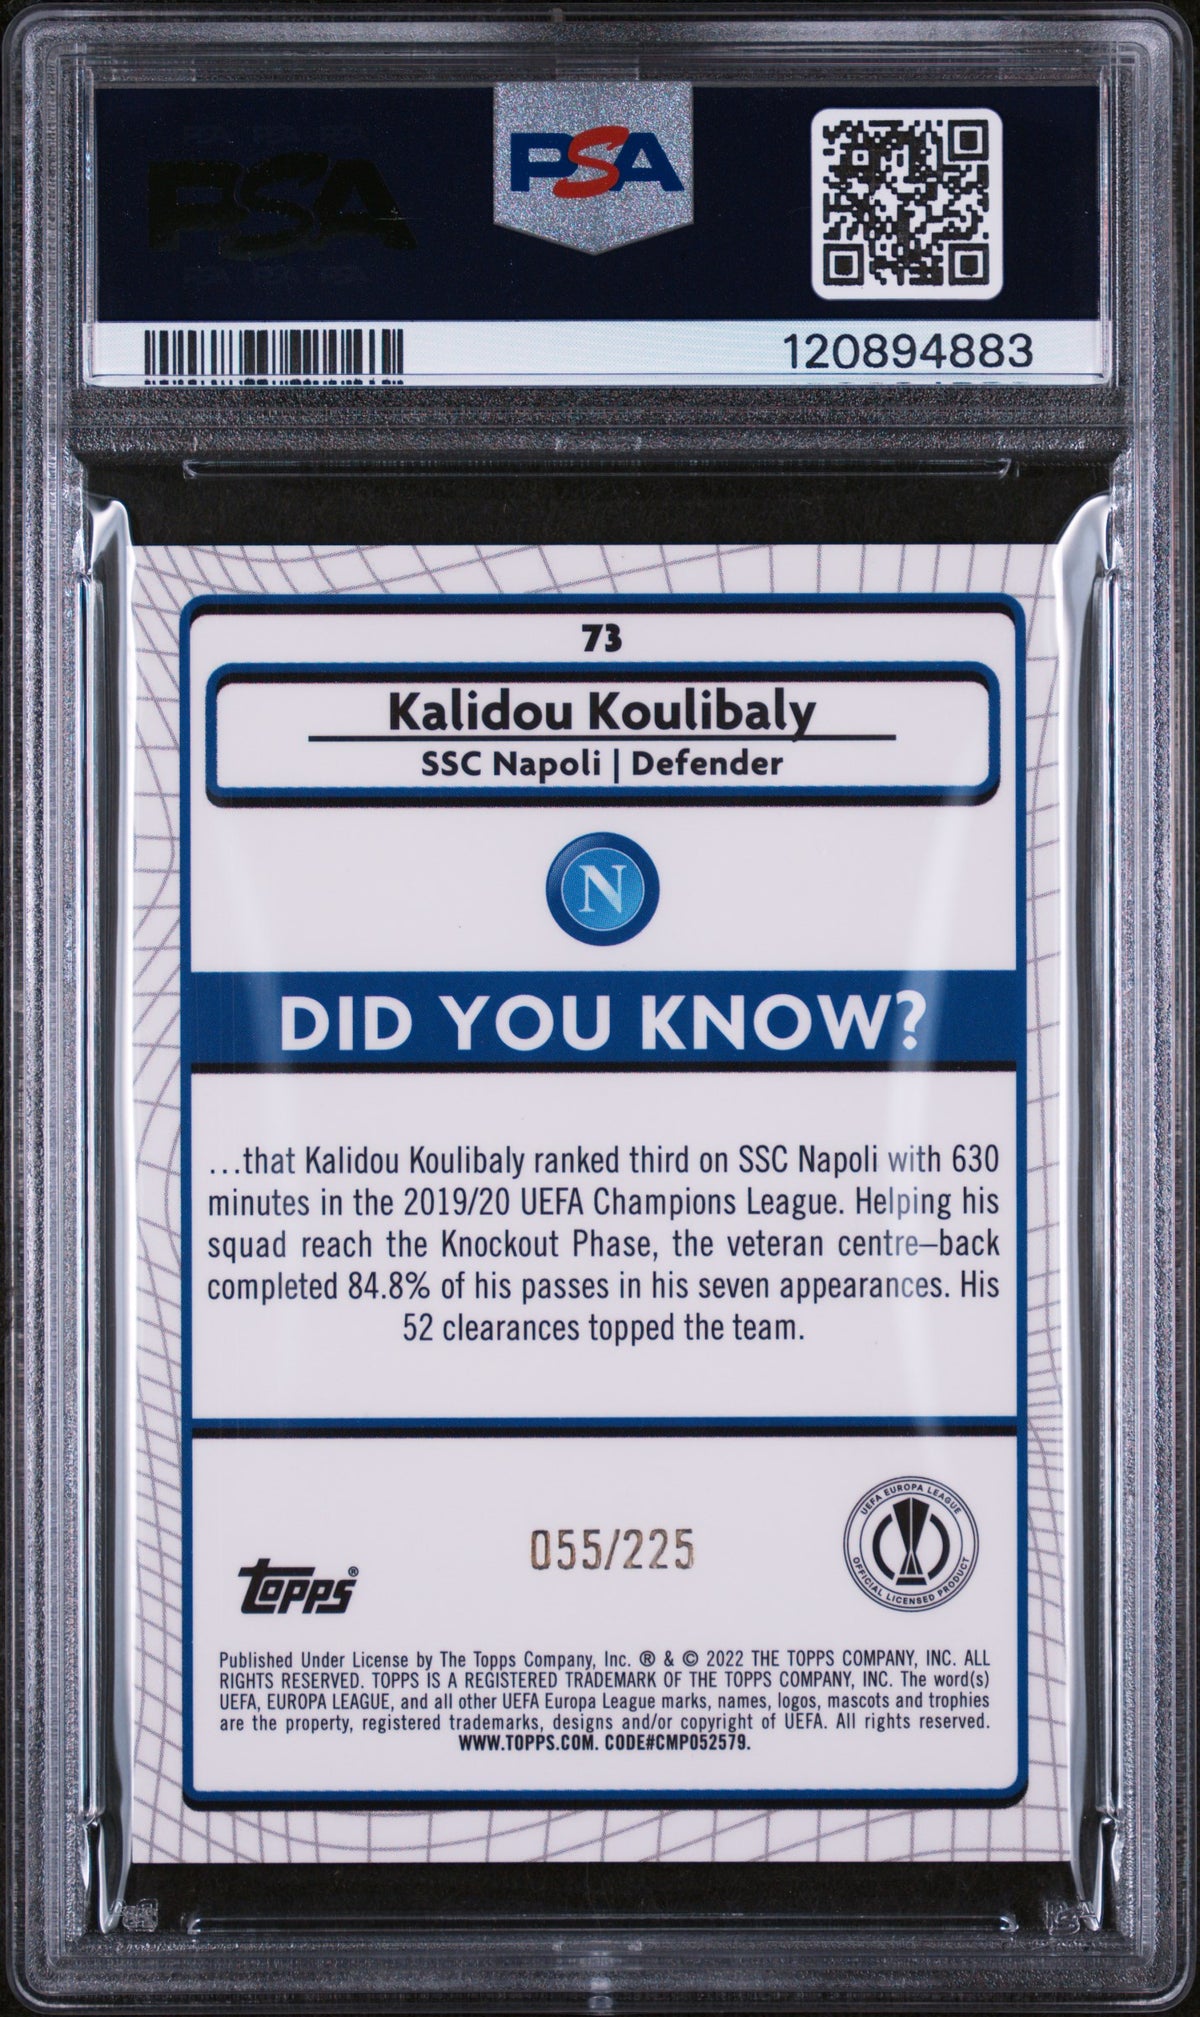 PSA
PSA
120894883
73
Kalidou Koulibaly
SSC Napoli | Defender
N
DID YOU KNOW?
...that Kalidou Koulibaly ranked third on SSC Napoli with 630
minutes in the 2019/20 UEFA Champions League. Helping his
squad reach the Knockout Phase, the veteran centre–back
completed 84.8% of his passes in his seven appearances. His
52 clearances topped the team.
055/225
UEFA EUROPA LEAGUE
OFFICIAL LICENSED PRODUCT
Topps®
Published Under License by The Topps Company, Inc. ® & © 2022 THE TOPPS COMPANY, INC. ALL
RIGHTS RESERVED. TOPPS IS A REGISTERED TRADEMARK OF THE TOPPS COMPANY, INC. The word(s)
UEFA, EUROPA LEAGUE, and all other UEFA Europa League marks, names, logos, mascots and trophies
are the property, registered trademarks, designs and/or copyright of UEFA. All rights reserved.
WWW.TOPPS.COM. CODE#CMP052579.